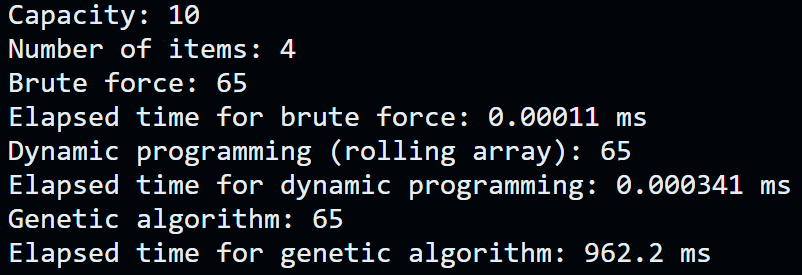 Capacity: 10
Number of items: 4
Brute force: 65
Elapsed time for brute force: 0.00011 ms
Dynamic programming (rolling array): 65
Elapsed time for dynamic programming: 0.000341 ms
Genetic algorithm: 65
Elapsed time for genetic algorithm: 962.2 ms